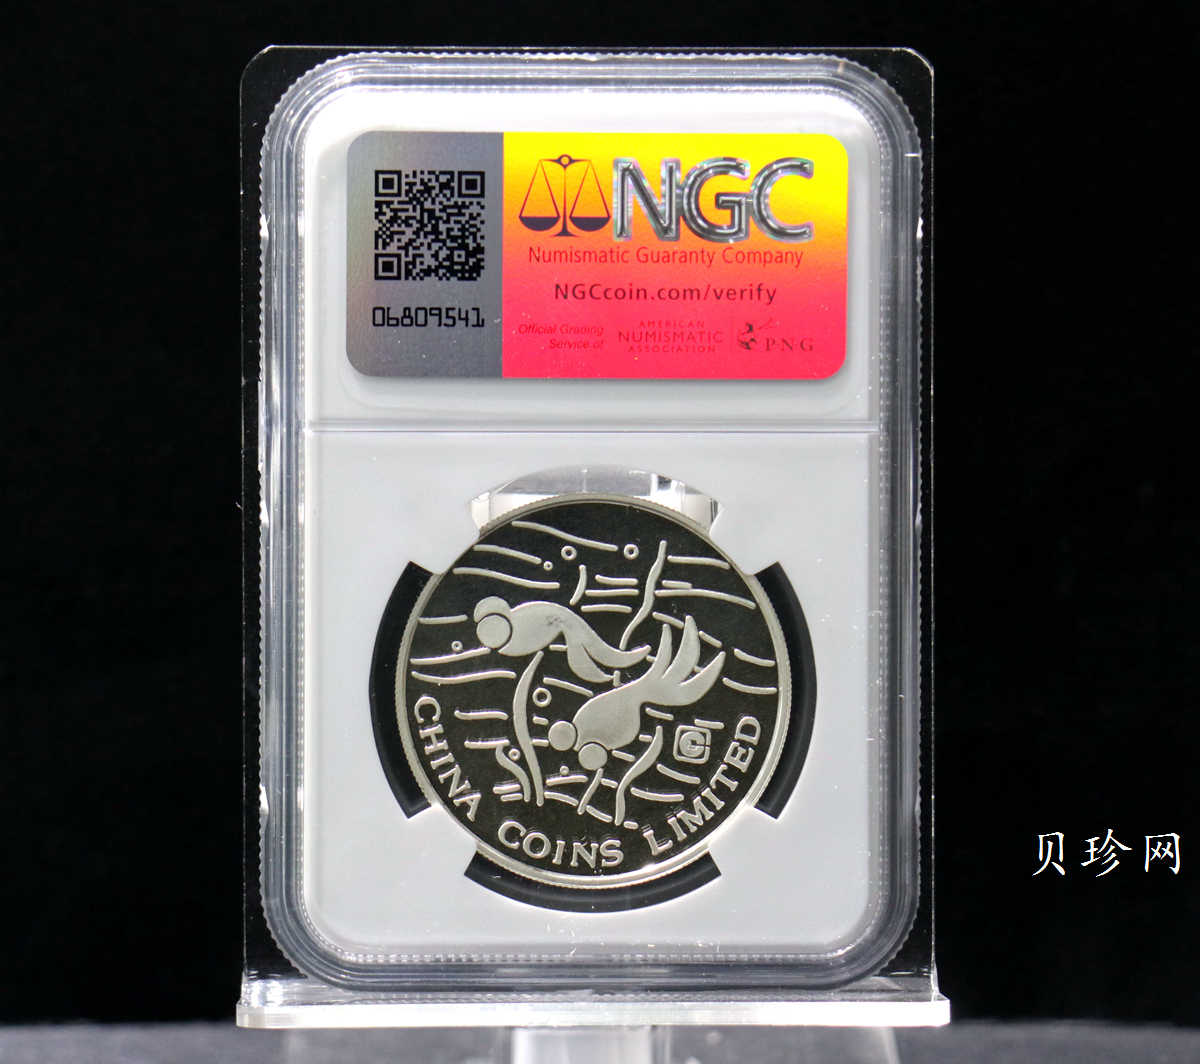 NGC
Numismatic Guaranty Company
NGCcoin.com/verify
06809541
Official Grading
Service of
AMERICAN
NUMISMATIC
ASSOCIATION
PNG
CHINA COINS LIMITED
贝珍网